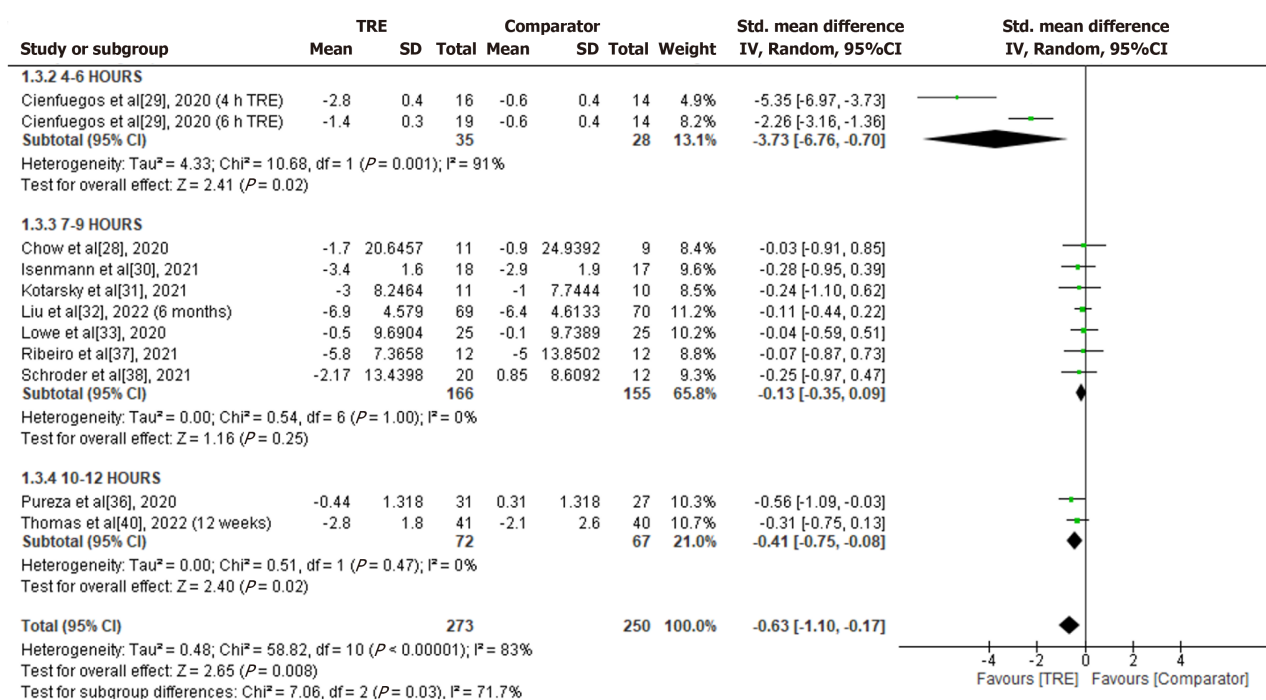 TRE Comparator Std. mean difference Std. mean difference
Study or subgroup Mean SD Total Mean SD Total Weight IV, Random, 95%CI IV, Random, 95%CI
1.3.2 4-6 HOURS
Cienfuegos et al[29], 2020 (4 h TRE) -2.8 0.4 16 -0.6 0.4 14 4.9% -5.35 [-6.97, -3.73]
Cienfuegos et al[29], 2020 (6 h TRE) -1.4 0.3 19 -0.6 0.4 14 8.2% -2.26 [-3.16, -1.36]
Subtotal (95% CI) 35 28 13.1% -3.73 [-6.76, -0.70]
Heterogeneity: Tau² = 4.33; Chi² = 10.68, df = 1 (P = 0.001); I² = 91%
Test for overall effect: Z = 2.41 (P = 0.02)
1.3.3 7-9 HOURS
Chow et al[28], 2020 -1.7 20.6457 11 -0.9 24.9392 9 8.4% -0.03 [-0.91, 0.85]
Isenmann et al[30], 2021 -3.4 1.6 18 -2.9 1.9 17 9.6% -0.28 [-0.95, 0.39]
Kotarsky et al[31], 2021 -3 8.2464 11 -1 7.7444 10 8.5% -0.24 [-1.10, 0.62]
Liu et al[32], 2022 (6 months) -6.9 4.579 69 -6.4 4.6133 70 11.2% -0.11 [-0.44, 0.22]
Lowe et al[33], 2020 -0.5 9.6904 25 -0.1 9.7389 25 10.2% -0.04 [-0.59, 0.51]
Ribeiro et al[37], 2021 -5.8 7.3658 12 -5 13.8502 12 8.8% -0.07 [-0.87, 0.73]
Schroder et al[38], 2021 -2.17 13.4398 20 0.85 8.6092 12 9.3% -0.25 [-0.97, 0.47]
Subtotal (95% CI) 166 155 65.8% -0.13 [-0.35, 0.09]
Heterogeneity: Tau² = 0.00; Chi² = 0.54, df = 6 (P = 1.00); I² = 0%
Test for overall effect: Z = 1.16 (P = 0.25)
1.3.4 10-12 HOURS
Pureza et al[36], 2020 -0.44 1.318 31 0.31 1.318 27 10.3% -0.56 [-1.09, -0.03]
Thomas et al[40], 2022 (12 weeks) -2.8 1.8 41 -2.1 2.6 40 10.7% -0.31 [-0.75, 0.13]
Subtotal (95% CI) 72 67 21.0% -0.41 [-0.75, -0.08]
Heterogeneity: Tau² = 0.00; Chi² = 0.51, df = 1 (P = 0.47); I² = 0%
Test for overall effect: Z = 2.40 (P = 0.02)
Total (95% CI) 273 250 100.0% -0.63 [-1.10, -0.17]
Heterogeneity: Tau² = 0.48; Chi² = 58.82, df = 10 (P < 0.00001); I² = 83%
Test for overall effect: Z = 2.65 (P = 0.008)
Test for subgroup differences: Chi² = 7.06, df = 2 (P = 0.03), I² = 71.7%
-4 -2 0 2 4
Favours [TRE] Favours [Comparator]